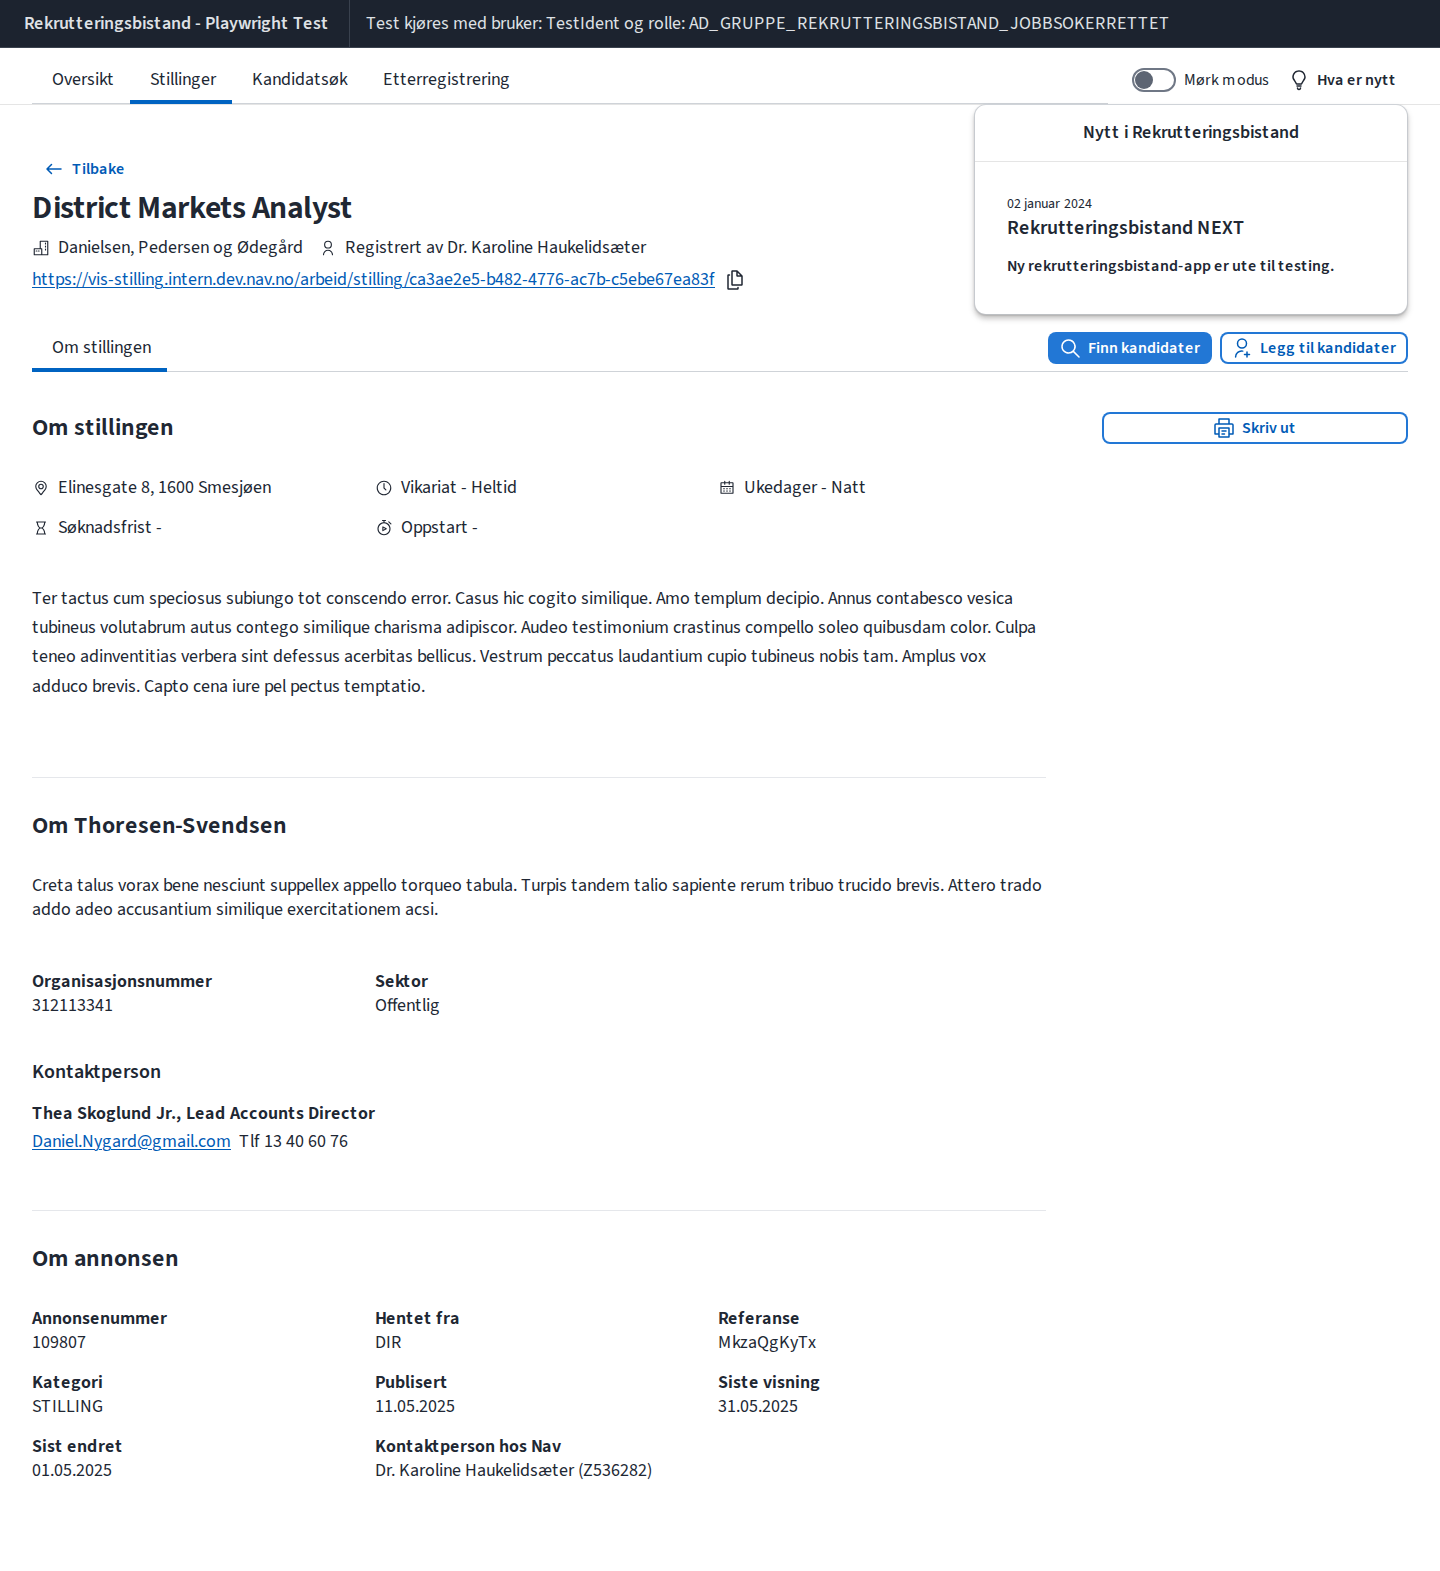 Rekrutteringsbistand - Playwright Test
Test kjøres med bruker: TestIdent og rolle: AD_GRUPPE_REKRUTTERINGSBISTAND_JOBBSOKERRETTET
Oversikt
Stillinger
Kandidatsøk
Etterregistrering
Mørk modus
Hva er nytt
Nytt i Rekrutteringsbistand
02 januar 2024
Rekrutteringsbistand NEXT
Ny rekrutteringsbistand-app er ute til testing.
Tilbake
District Markets Analyst
Danielsen, Pedersen og Ødegård
Registrert av Dr. Karoline Haukelidsæter
https://vis-stilling.intern.dev.nav.no/arbeid/stilling/ca3ae2e5-b482-4776-ac7b-c5ebe67ea83f
Om stillingen
Finn kandidater
Legg til kandidater
Om stillingen
Skriv ut
Elinesgate 8, 1600 Smesjøen
Vikariat - Heltid
Ukedager - Natt
Søknadsfrist -
Oppstart -
Ter tactus cum speciosus subiungo tot conscendo error. Casus hic cogito similique. Amo templum decipio. Annus contabesco vesica
tubineus volutabrum autus contego similique charisma adipiscor. Audeo testimonium crastinus compello soleo quibusdam color. Culpa
teneo adinventitias verbera sint defessus acerbitas bellicus. Vestrum peccatus laudantium cupio tubineus nobis tam. Amplus vox
adduco brevis. Capto cena iure pel pectus temptatio.
Om Thoresen-Svendsen
Creta talus vorax bene nesciunt suppellex appello torqueo tabula. Turpis tandem talio sapiente rerum tribuo trucido brevis. Attero trado
addo adeo accusantium similique exercitationem acsi.
Organisasjonsnummer
312113341
Sektor
Offentlig
Kontaktperson
Thea Skoglund Jr., Lead Accounts Director
Daniel.Nygard@gmail.com Tlf 13 40 60 76
Om annonsen
Annonsenummer
109807
Hentet fra
DIR
Referanse
MkzaQgKyTx
Kategori
STILLING
Publisert
11.05.2025
Siste visning
31.05.2025
Sist endret
01.05.2025
Kontaktperson hos Nav
Dr. Karoline Haukelidsæter (Z536282)